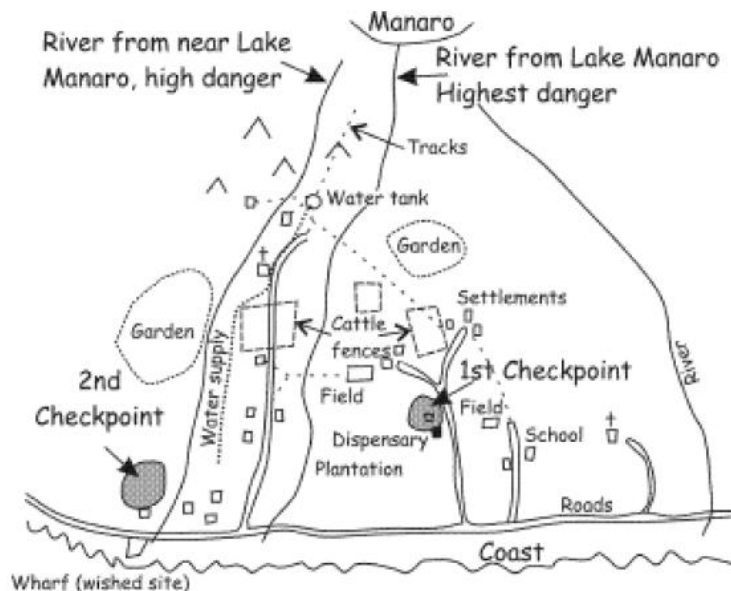 Manaro
River from near Lake
Manaro, high danger
River from Lake Manaro
Highest danger
Tracks
Water tank
Garden
Settlements
Garden
Water supply
Cattle
fences
1st Checkpoint
2nd
Checkpoint
Field
Field
River
Dispensary
School
Plantation
Roads
Coast
Wharf (wished site)